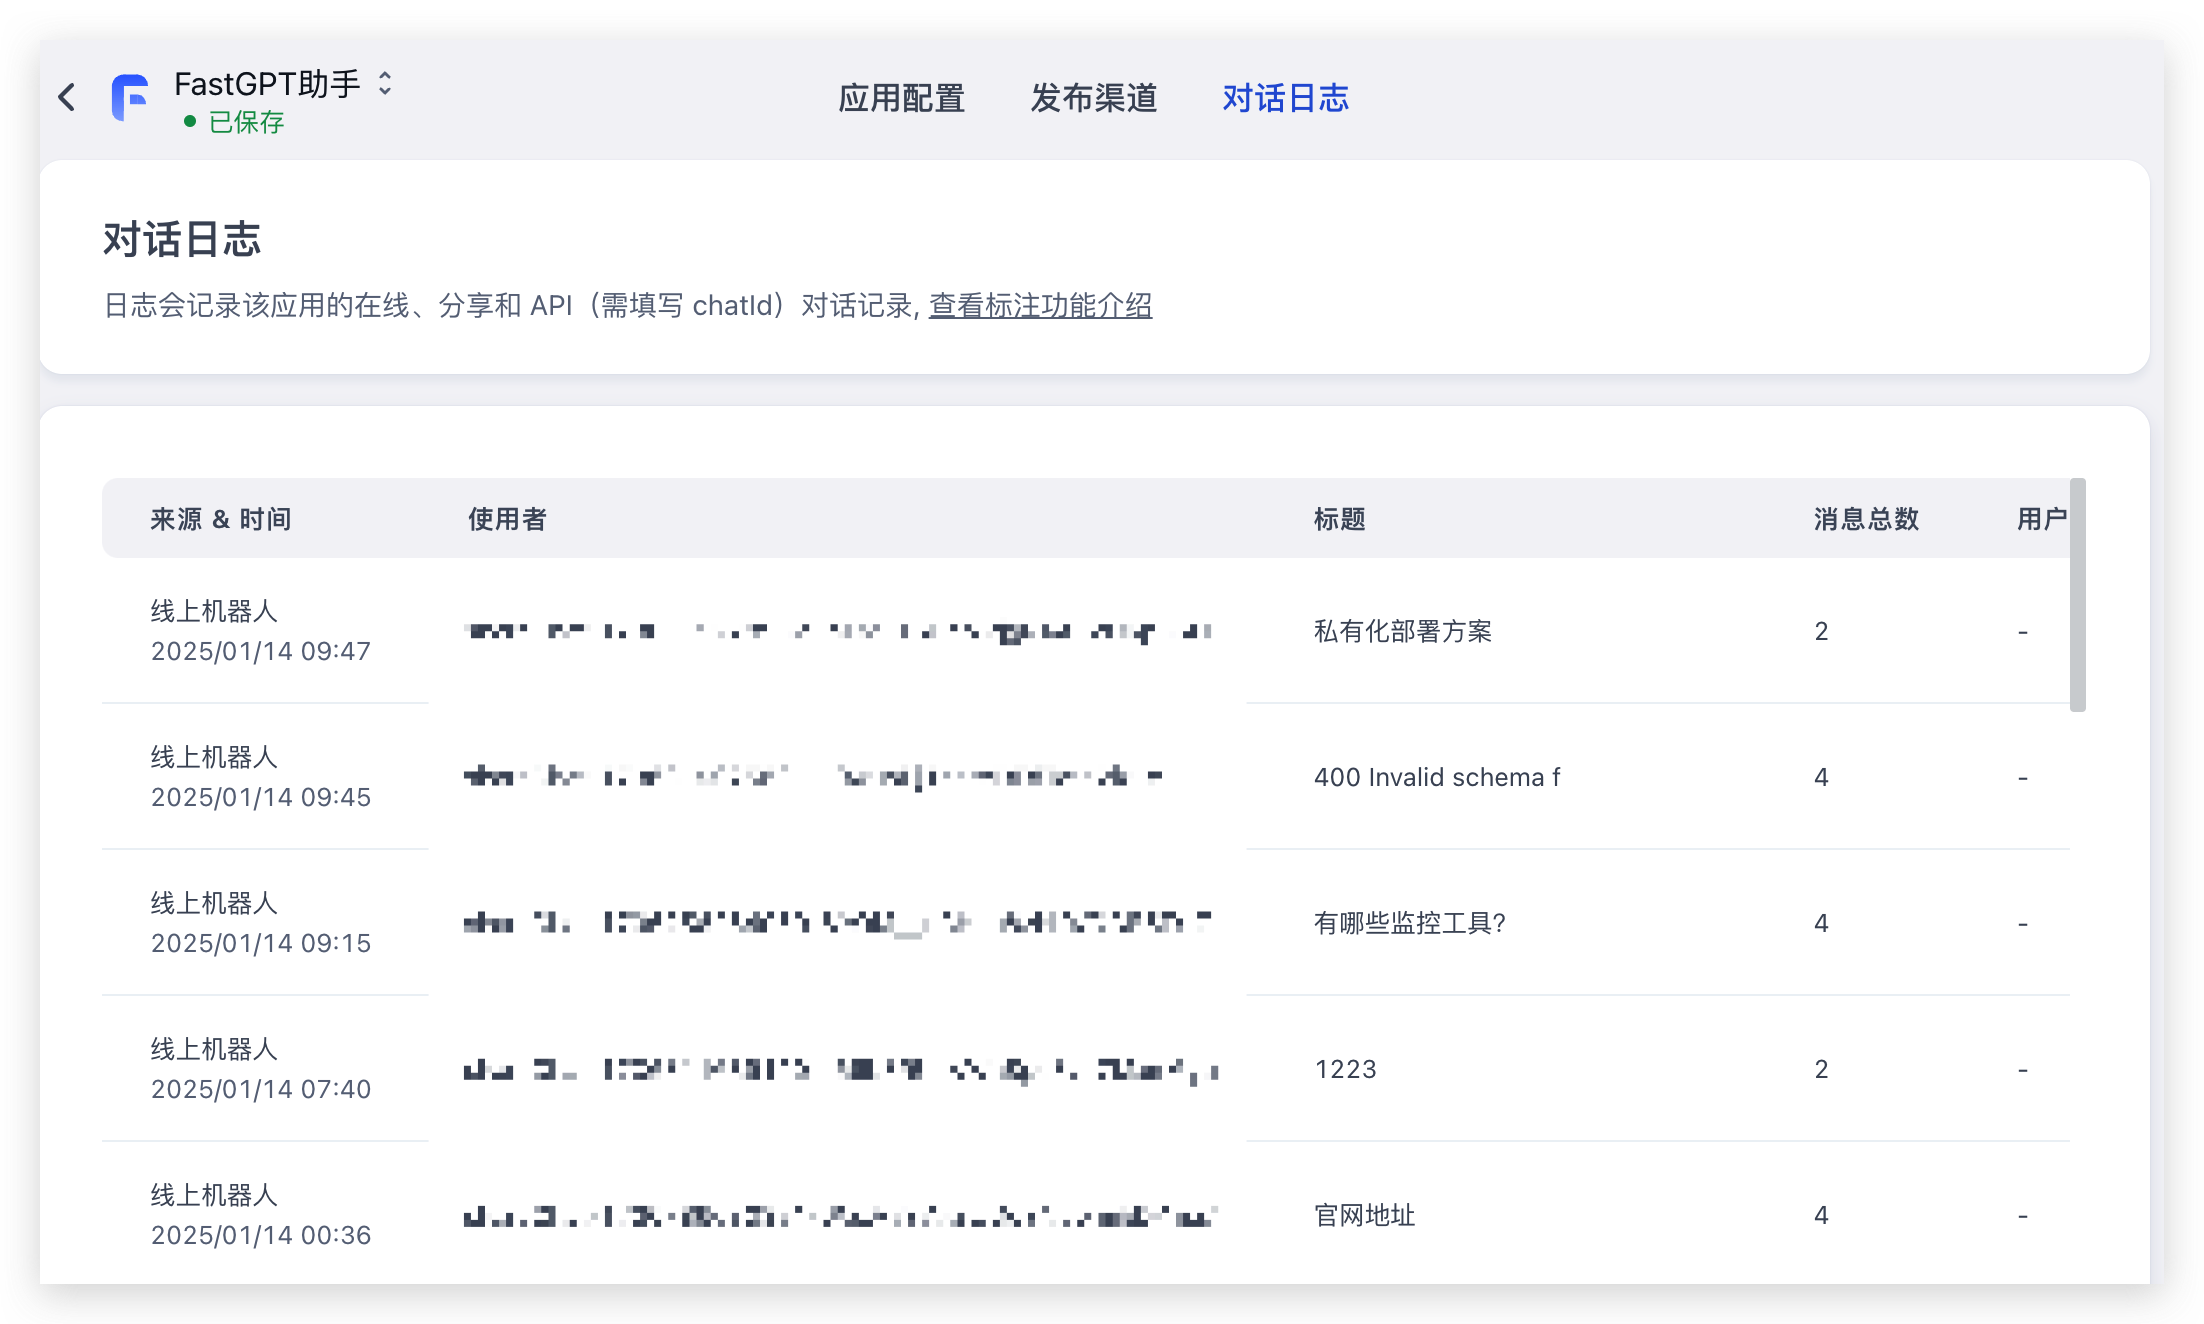 FastGPT助手
已保存
应用配置 发布渠道 对话日志
对话日志
日志会记录该应用的在线、分享和 API（需填写 chatId）对话记录, 查看标注功能介绍
来源 & 时间 使用者 标题 消息总数 用户
线上机器人
2025/01/14 09:47
私有化部署方案 2 -
线上机器人
2025/01/14 09:45
400 Invalid schema f 4 -
线上机器人
2025/01/14 09:15
有哪些监控工具? 4 -
线上机器人
2025/01/14 07:40
1223 2 -
线上机器人
2025/01/14 00:36
官网地址 4 -